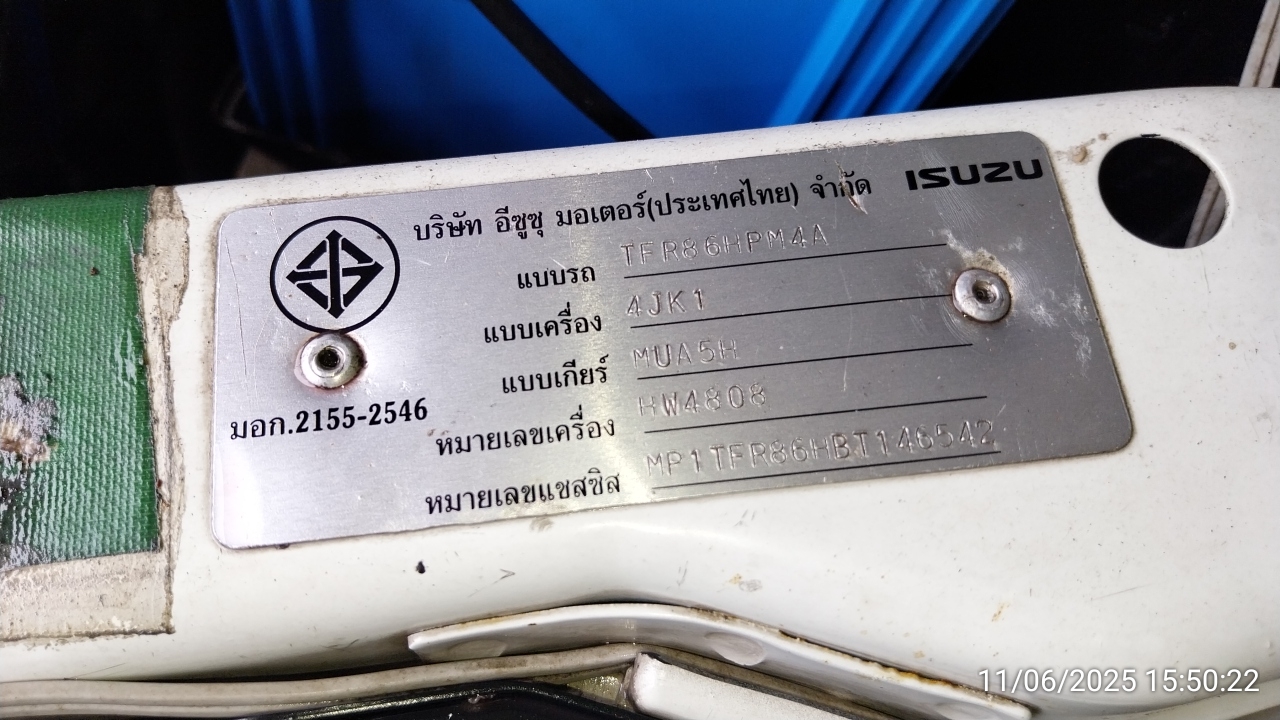 บริษัท อีซูซุ มอเตอร์(ประเทศไทย) จำกัด ISUZU
แบบรถ TFR86HPM4A
แบบเครื่อง 4JK1
แบบเกียร์ MUA5H
มอก.2155-2546
หมายเลขเครื่อง HW4808
หมายเลขแชสซิส MP1TFR86HBT146542
11/06/2025 15:50:22